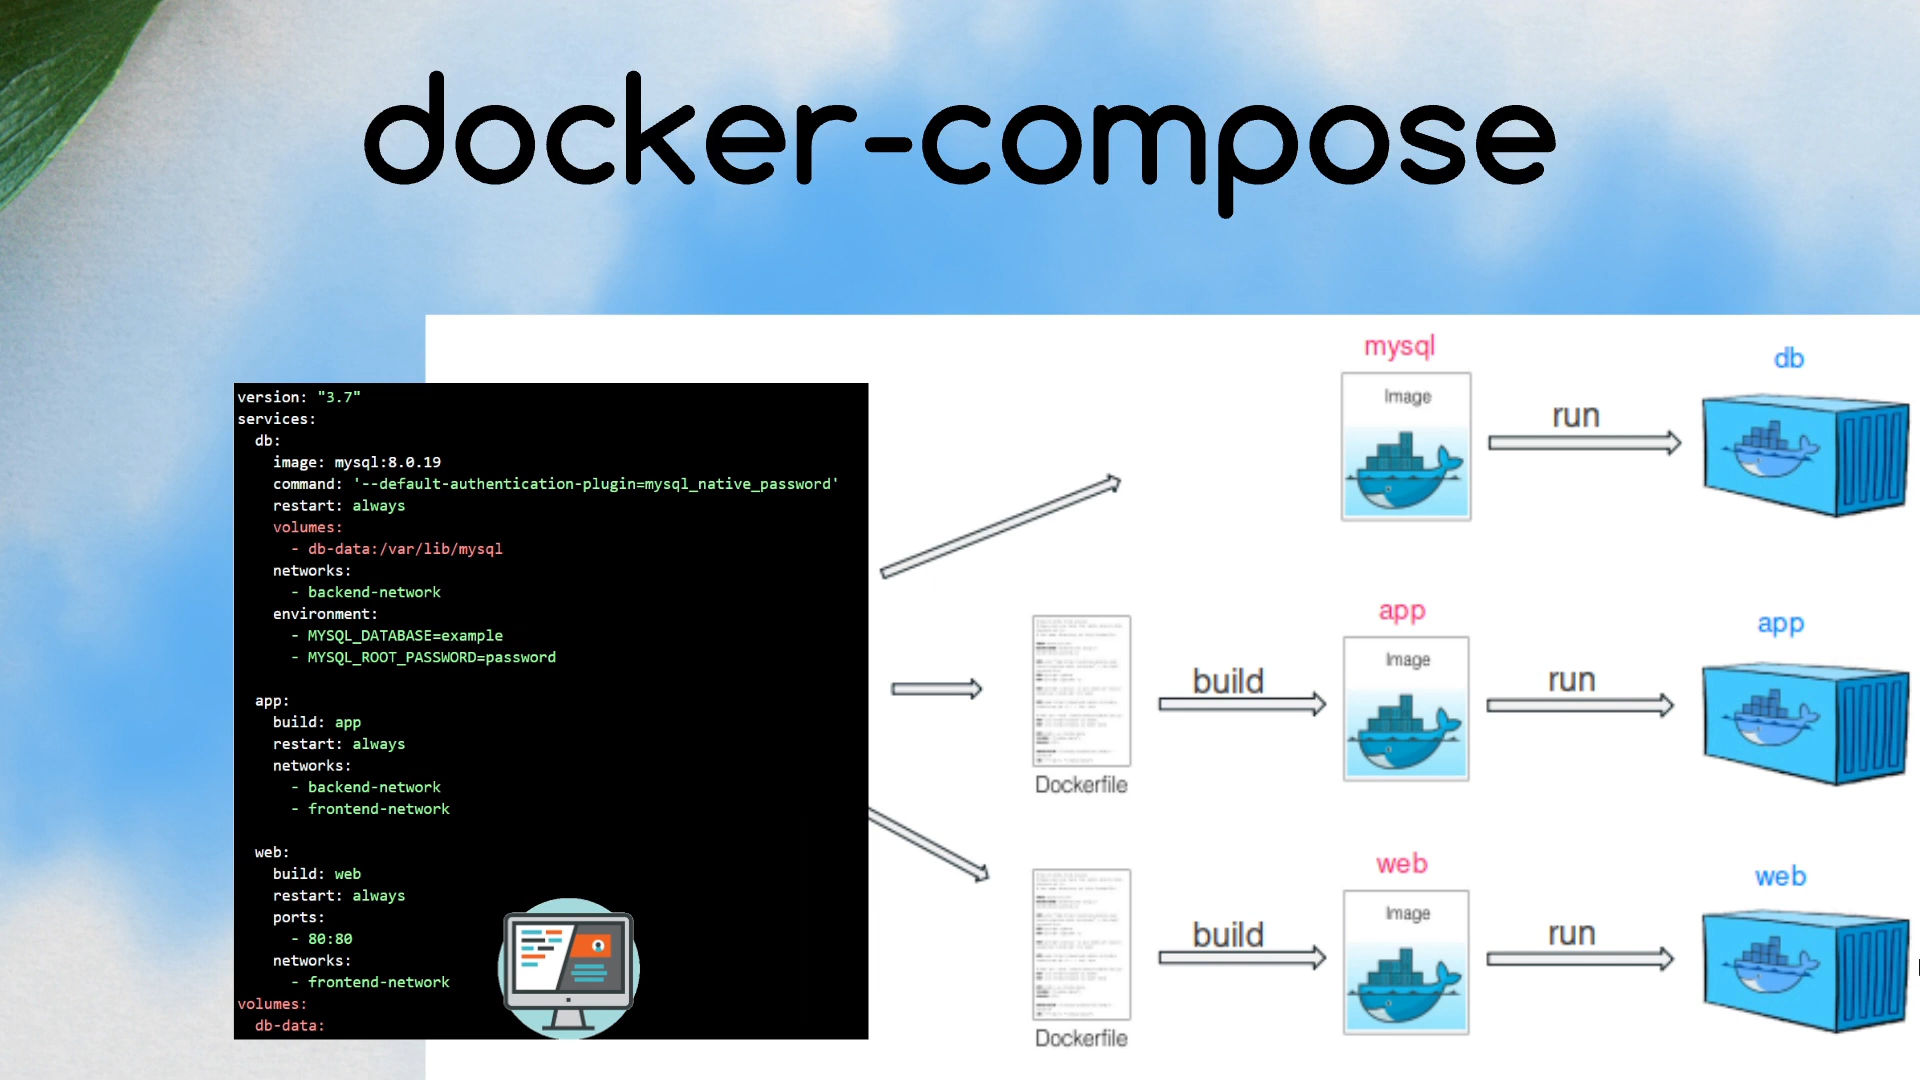 docker-compose
version: "3.7"
services:
db:
image: mysql:8.0.19
command: '--default-authentication-plugin=mysql_native_password'
restart: always
volumes:
- db-data:/var/lib/mysql
networks:
- backend-network
environment:
- MYSQL_DATABASE=example
- MYSQL_ROOT_PASSWORD=password
app:
build: app
restart: always
networks:
- backend-network
- frontend-network
web:
build: web
restart: always
ports:
- 80:80
networks:
- frontend-network
volumes:
db-data:
mysql
Image
run
db
Dockerfile
build
app
Image
run
app
Dockerfile
build
web
Image
run
web